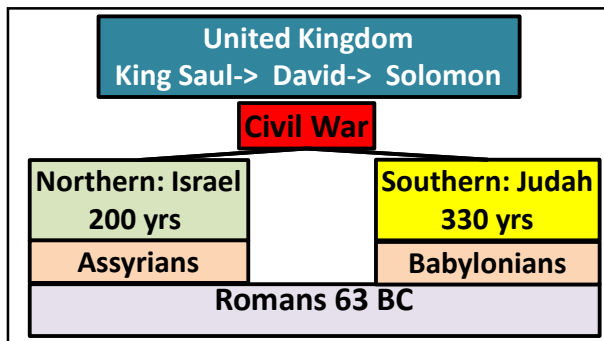 United Kingdom
King Saul-> David-> Solomon
Civil War
Northern: Israel
200 yrs
Southern: Judah
330 yrs
Assyrians
Babylonians
Romans 63 BC